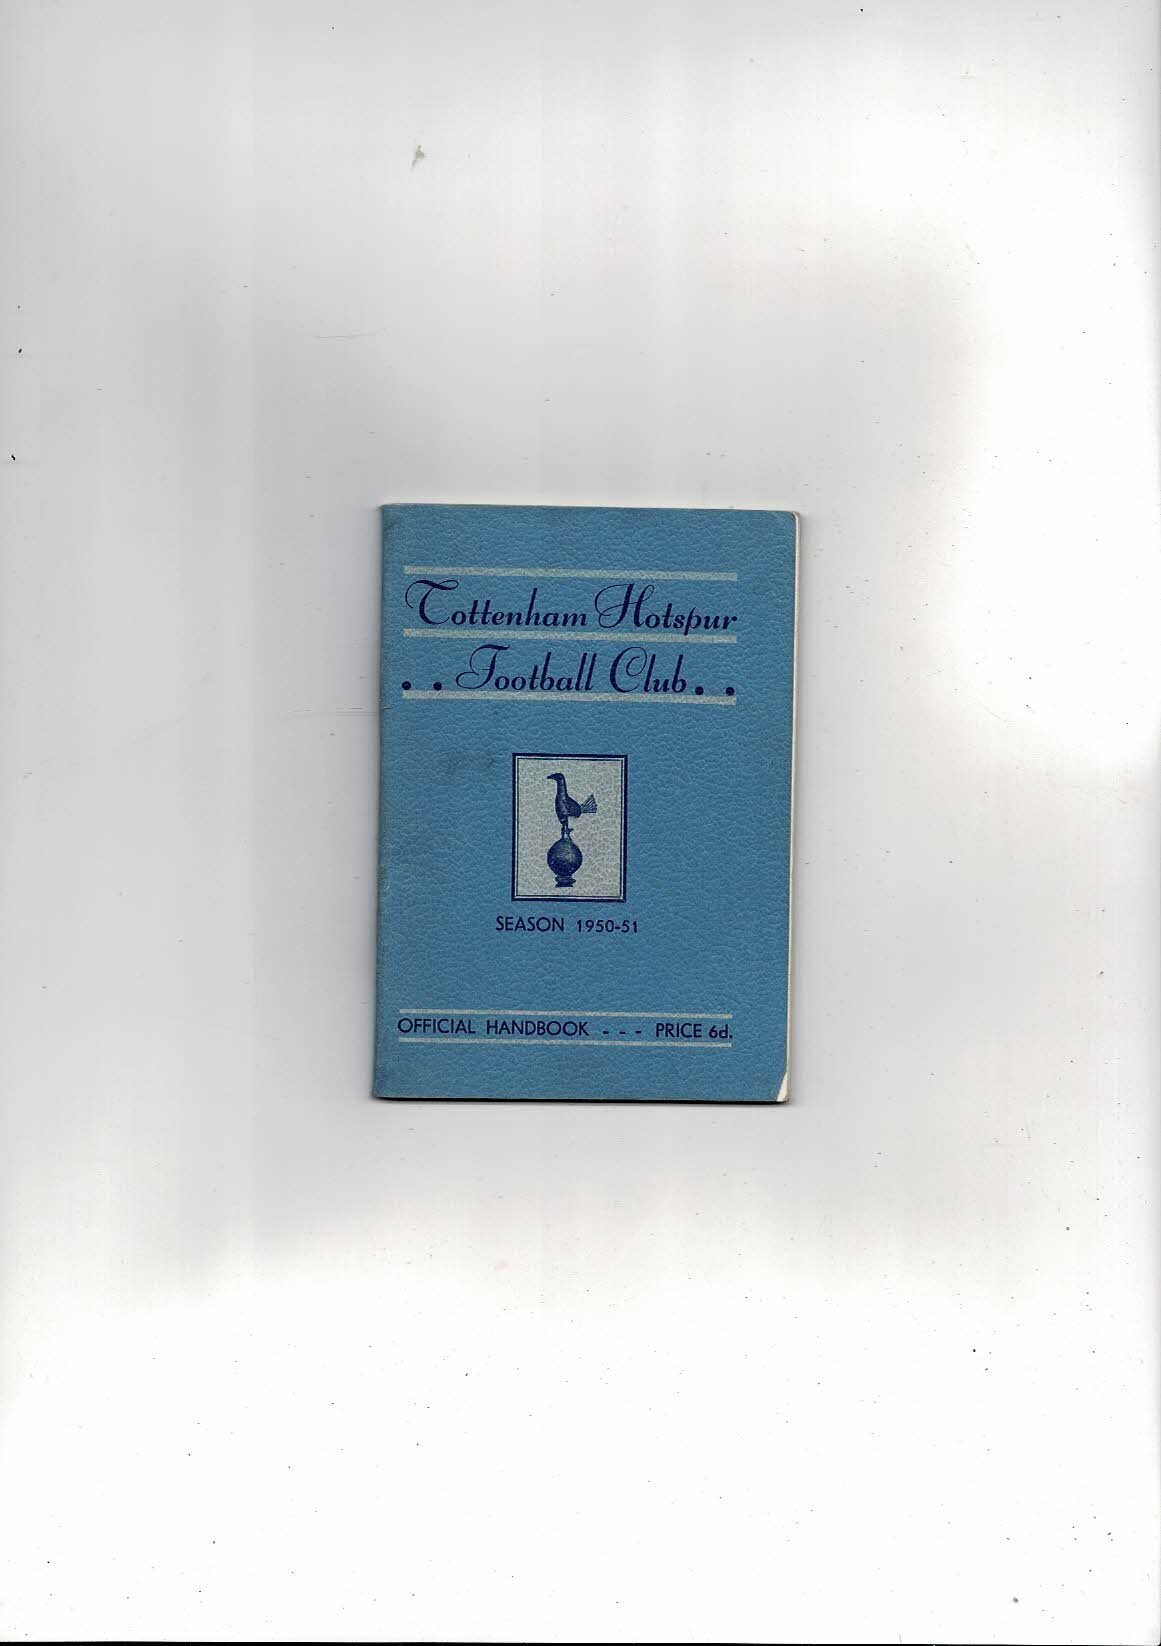 Tottenham Hotspur
. . Football Club . .
SEASON 1950-51
OFFICIAL HANDBOOK - - - PRICE 6d.